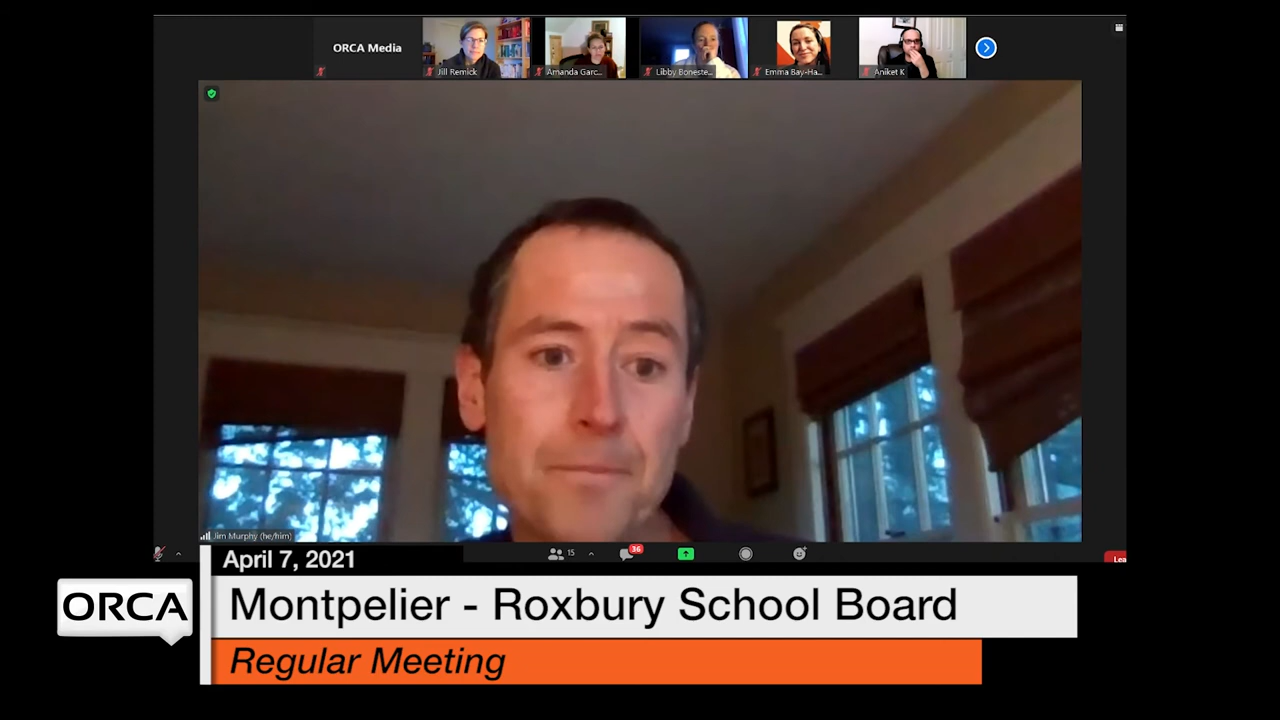 ORCA Media
Jill Remick
Amanda Garc...
Libby Boneste...
Emma Bay-Ha...
Aniket K
Jim Murphy (he/him)
15
36
Lea
April 7, 2021
ORCA
Montpelier - Roxbury School Board
Regular Meeting